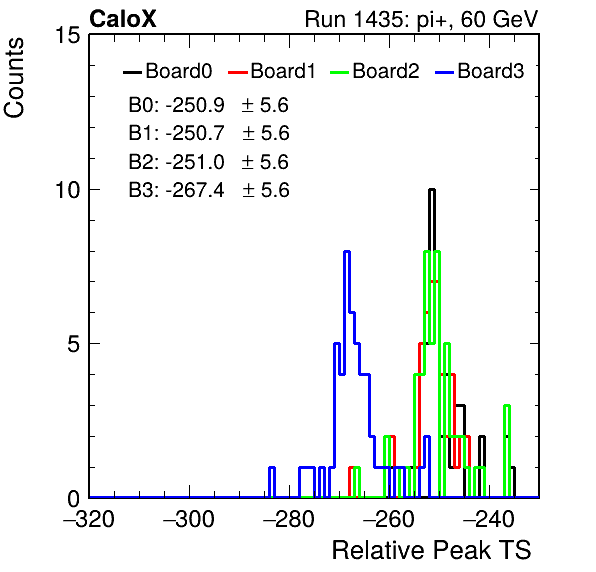 CaloX Run 1435: pi+, 60 GeV
Counts
15
Board0 Board1 Board2 Board3
B0: -250.9 ± 5.6
B1: -250.7 ± 5.6
B2: -251.0 ± 5.6
B3: -267.4 ± 5.6
10
5
0
−320 −300 −280 −260 −240
Relative Peak TS